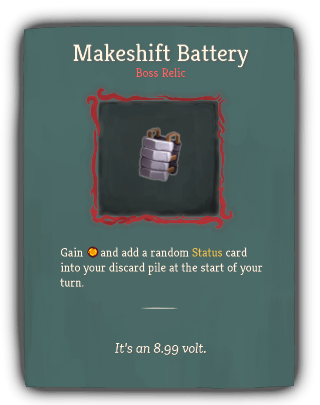 Makeshift Battery
Boss Relic
Gain and add a random Status card
into your discard pile at the start of your
turn.
It's an 8.99 volt.